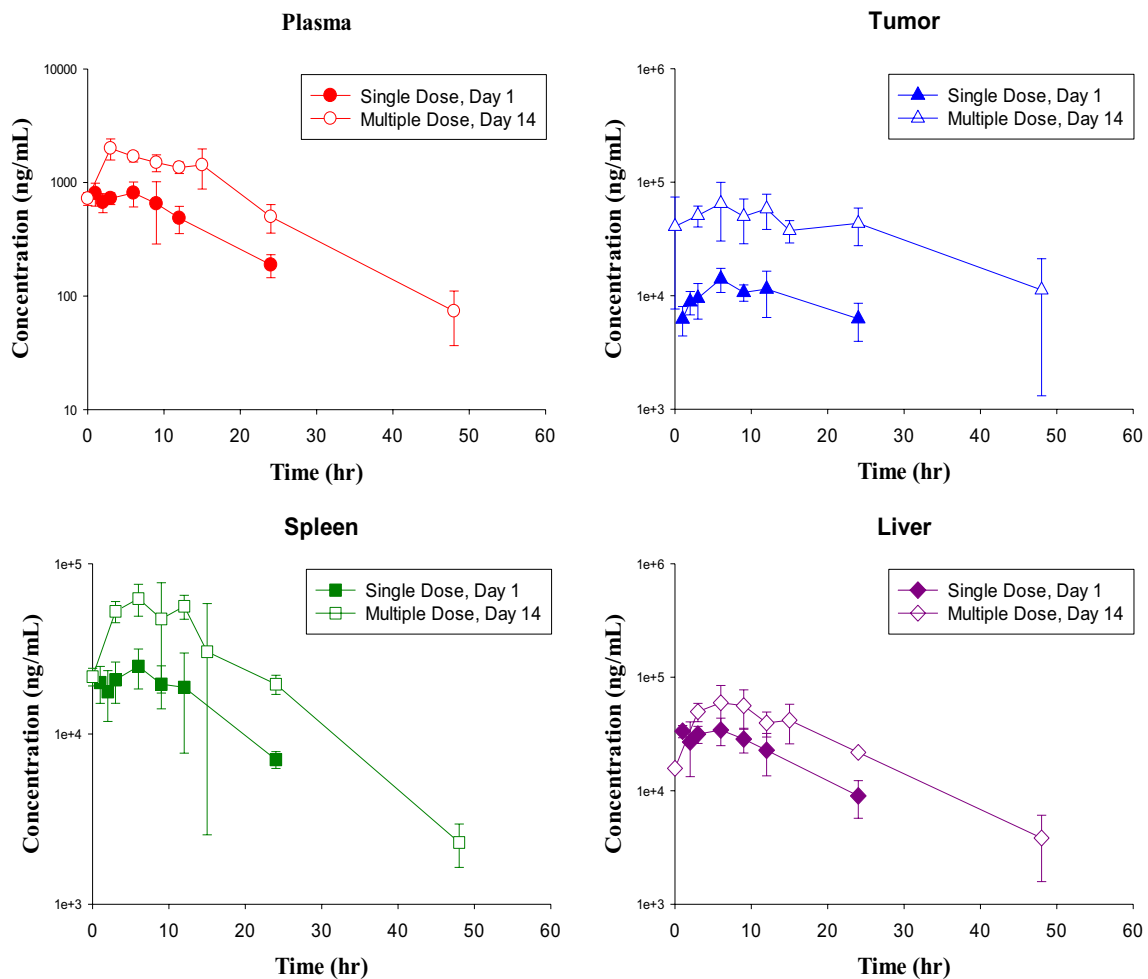 Plasma
10000
1000
100
10
Concentration (ng/mL)
Single Dose, Day 1
Multiple Dose, Day 14
0 10 20 30 40 50 60
Time (hr)
Tumor
1e+6
1e+5
1e+4
1e+3
Concentration (ng/mL)
Single Dose, Day 1
Multiple Dose, Day 14
0 10 20 30 40 50 60
Time (hr)
Spleen
1e+5
1e+4
1e+3
Concentration (ng/mL)
Single Dose, Day 1
Multiple Dose, Day 14
0 10 20 30 40 50 60
Time (hr)
Liver
1e+6
1e+5
1e+4
1e+3
Concentration (ng/mL)
Single Dose, Day 1
Multiple Dose, Day 14
0 10 20 30 40 50 60
Time (hr)